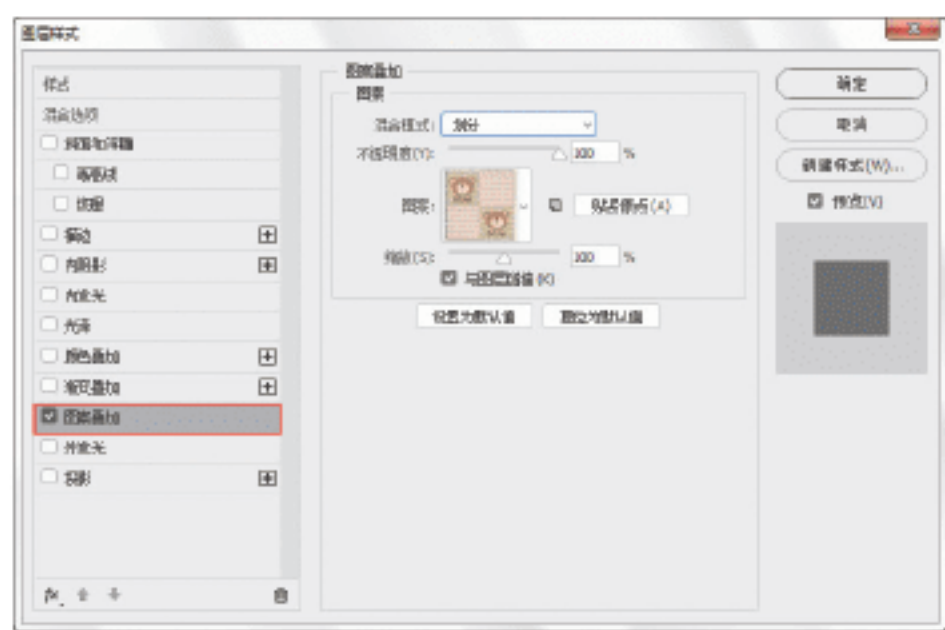 图层样式
样式
混合选项
斜面和浮雕
等高线
纹理
描边
内阴影
内发光
光泽
颜色叠加
渐变叠加
图案叠加
外发光
投影
fx
图案叠加
图案
混合模式: 划分
不透明度(Y): 100 %
图案: 贴紧原点(A)
缩放(S): 100 %
与图层链接(K)
设置为默认值 复位为默认值
确定
取消
新建样式(W)...
预览(V)